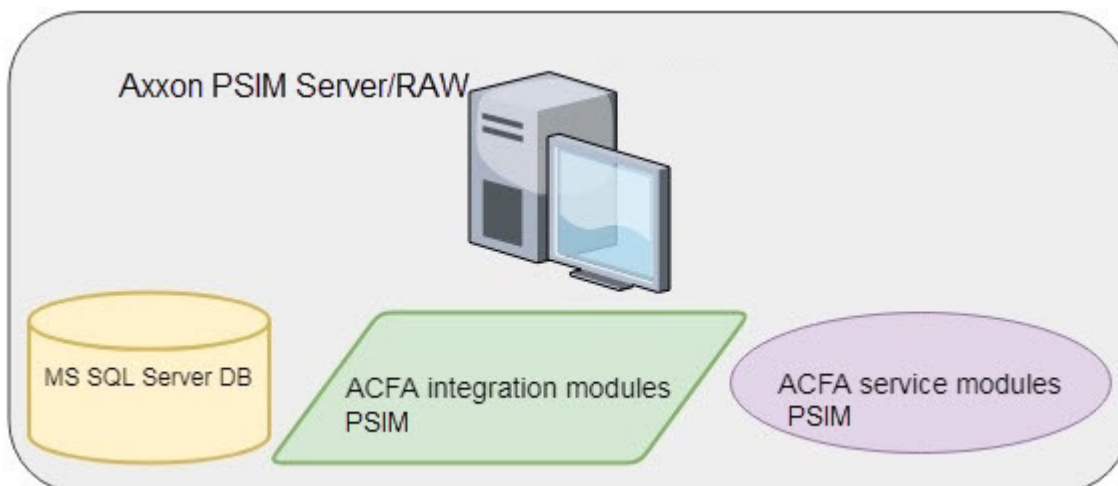 Axxon PSIM Server/RAW
MS SQL Server DB
ACFA integration modules
PSIM
ACFA service modules
PSIM